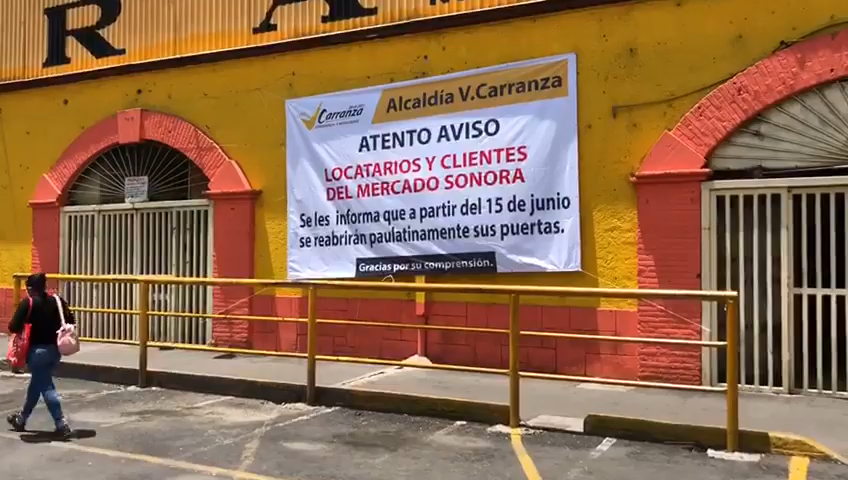 RA
Carranza
Alcaldía V.Carranza
ATENTO AVISO
LOCATARIOS Y CLIENTES
DEL MERCADO SONORA
Se les informa que a partir del 15 de junio
se reabrirán paulatinamente sus puertas.
Gracias por su comprensión.